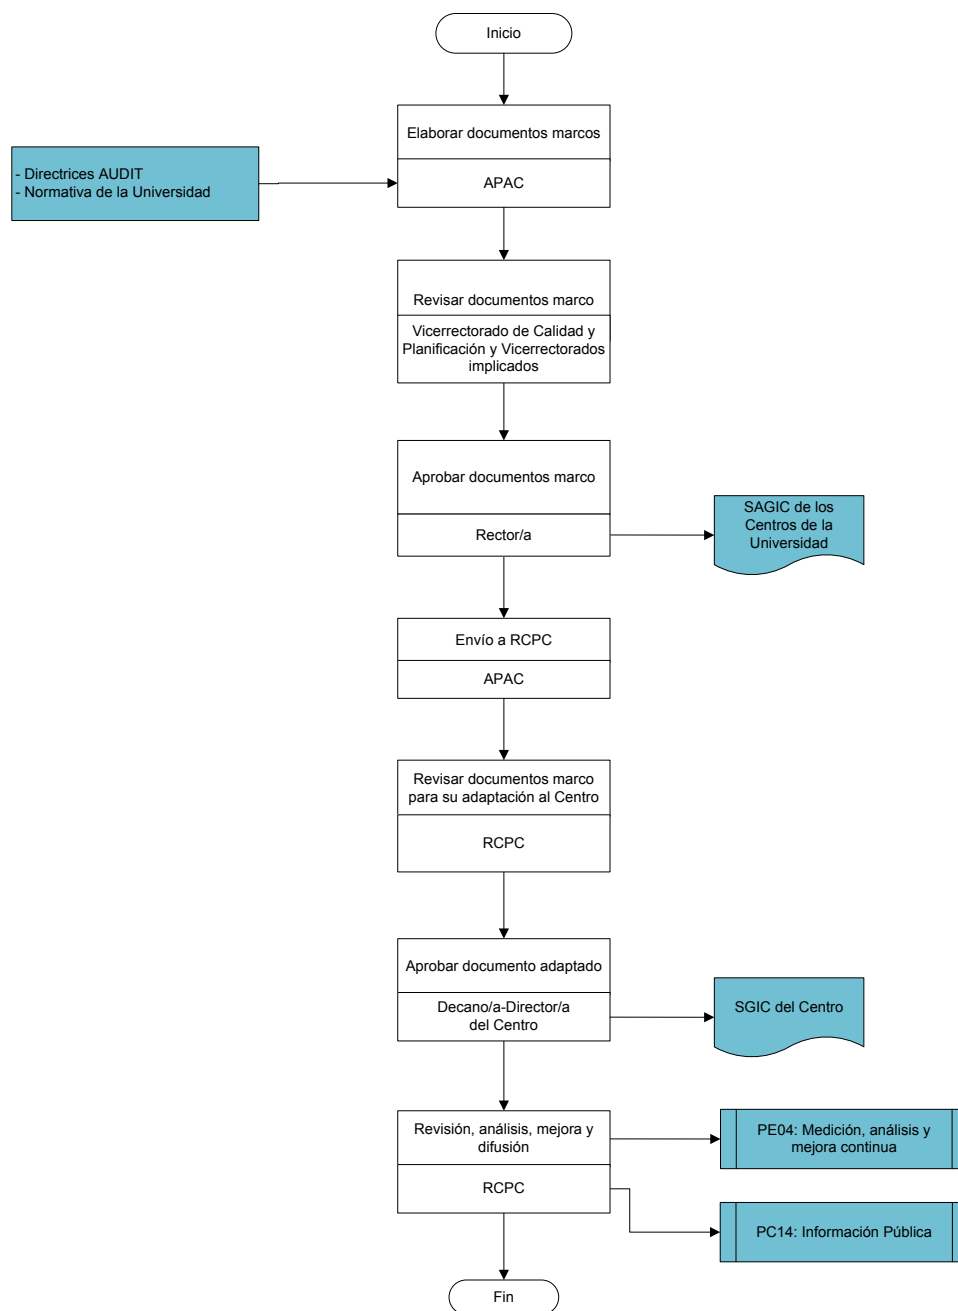 Inicio
Elaborar documentos marcos
APAC
- Directrices AUDIT
- Normativa de la Universidad
Revisar documentos marco
Vicerrectorado de Calidad y
Planificación y Vicerrectorados
implicados
Aprobar documentos marco
Rector/a
SAGIC de los
Centros de la
Universidad
Envío a RCPC
APAC
Revisar documentos marco
para su adaptación al Centro
RCPC
Aprobar documento adaptado
Decano/a-Director/a
del Centro
SGIC del Centro
Revisión, análisis, mejora y
difusión
RCPC
PE04: Medición, análisis y
mejora continua
PC14: Información Pública
Fin